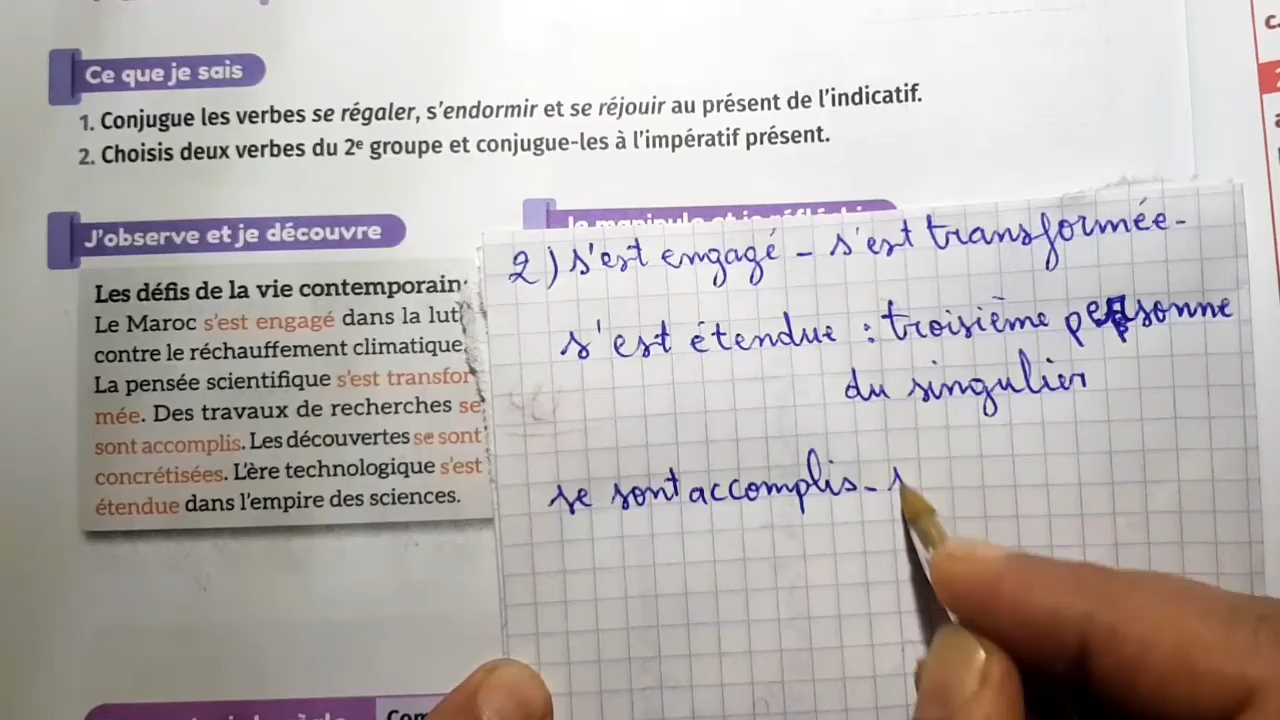 Ce que je sais
1. Conjugue les verbes se régaler, s'endormir et se réjouir au présent de l'indicatif.
2. Choisis deux verbes du 2e groupe et conjugue-les à l'impératif présent.
J'observe et je découvre
Les défis de la vie contemporain
Le Maroc s'est engagé dans la lut
contre le réchauffement climatique.
La pensée scientifique s'est transfor
mée. Des travaux de recherches se
sont accomplis. Les découvertes se sont
concrétisées. L'ère technologique s'est
étendue dans l'empire des sciences.
2) s'est engagé - s'est transformée -
s'est étendue : troisième personne
du singulier
se sont accomplis - s
Com
c.